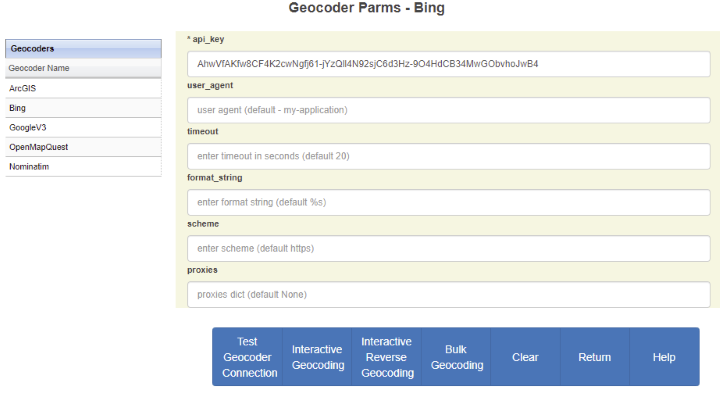 Geocoder Parms - Bing
Geocoders
Geocoder Name
ArcGIS
Bing
GoogleV3
OpenMapQuest
Nominatim
* api_key
AhwVfAKfw8CF4K2cwNgfj61-jYzQIl4N92sjC6d3Hz-9O4HdCB34MwGObvhoJwB4
user_agent
user agent (default - my-application)
timeout
enter timeout in seconds (default 20)
format_string
enter format string (default %s)
scheme
enter scheme (default https)
proxies
proxies dict (default None)
Test
Geocoder
Connection
Interactive
Geocoding
Interactive
Reverse
Geocoding
Bulk
Geocoding
Clear
Return
Help